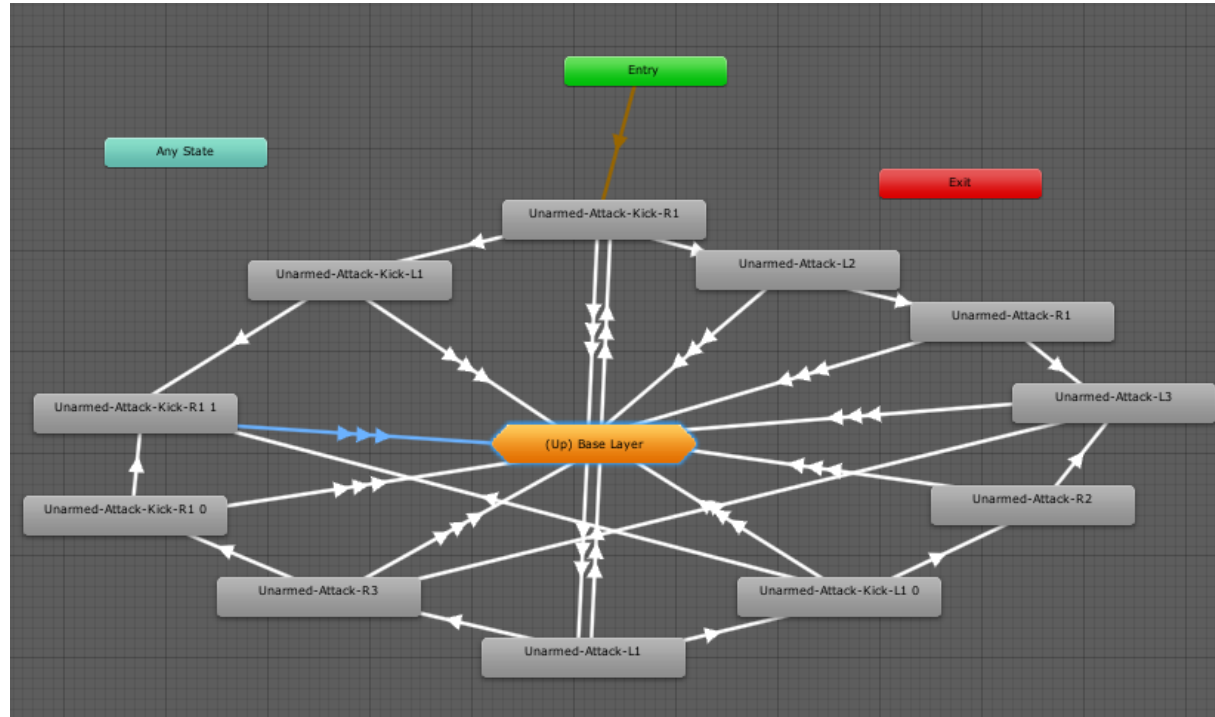 Entry
Any State
Exit
Unarmed-Attack-Kick-R1
Unarmed-Attack-L2
Unarmed-Attack-Kick-L1
Unarmed-Attack-R1
Unarmed-Attack-L3
Unarmed-Attack-Kick-R1 1
(Up) Base Layer
Unarmed-Attack-R2
Unarmed-Attack-Kick-R1 0
Unarmed-Attack-R3
Unarmed-Attack-Kick-L1 0
Unarmed-Attack-L1